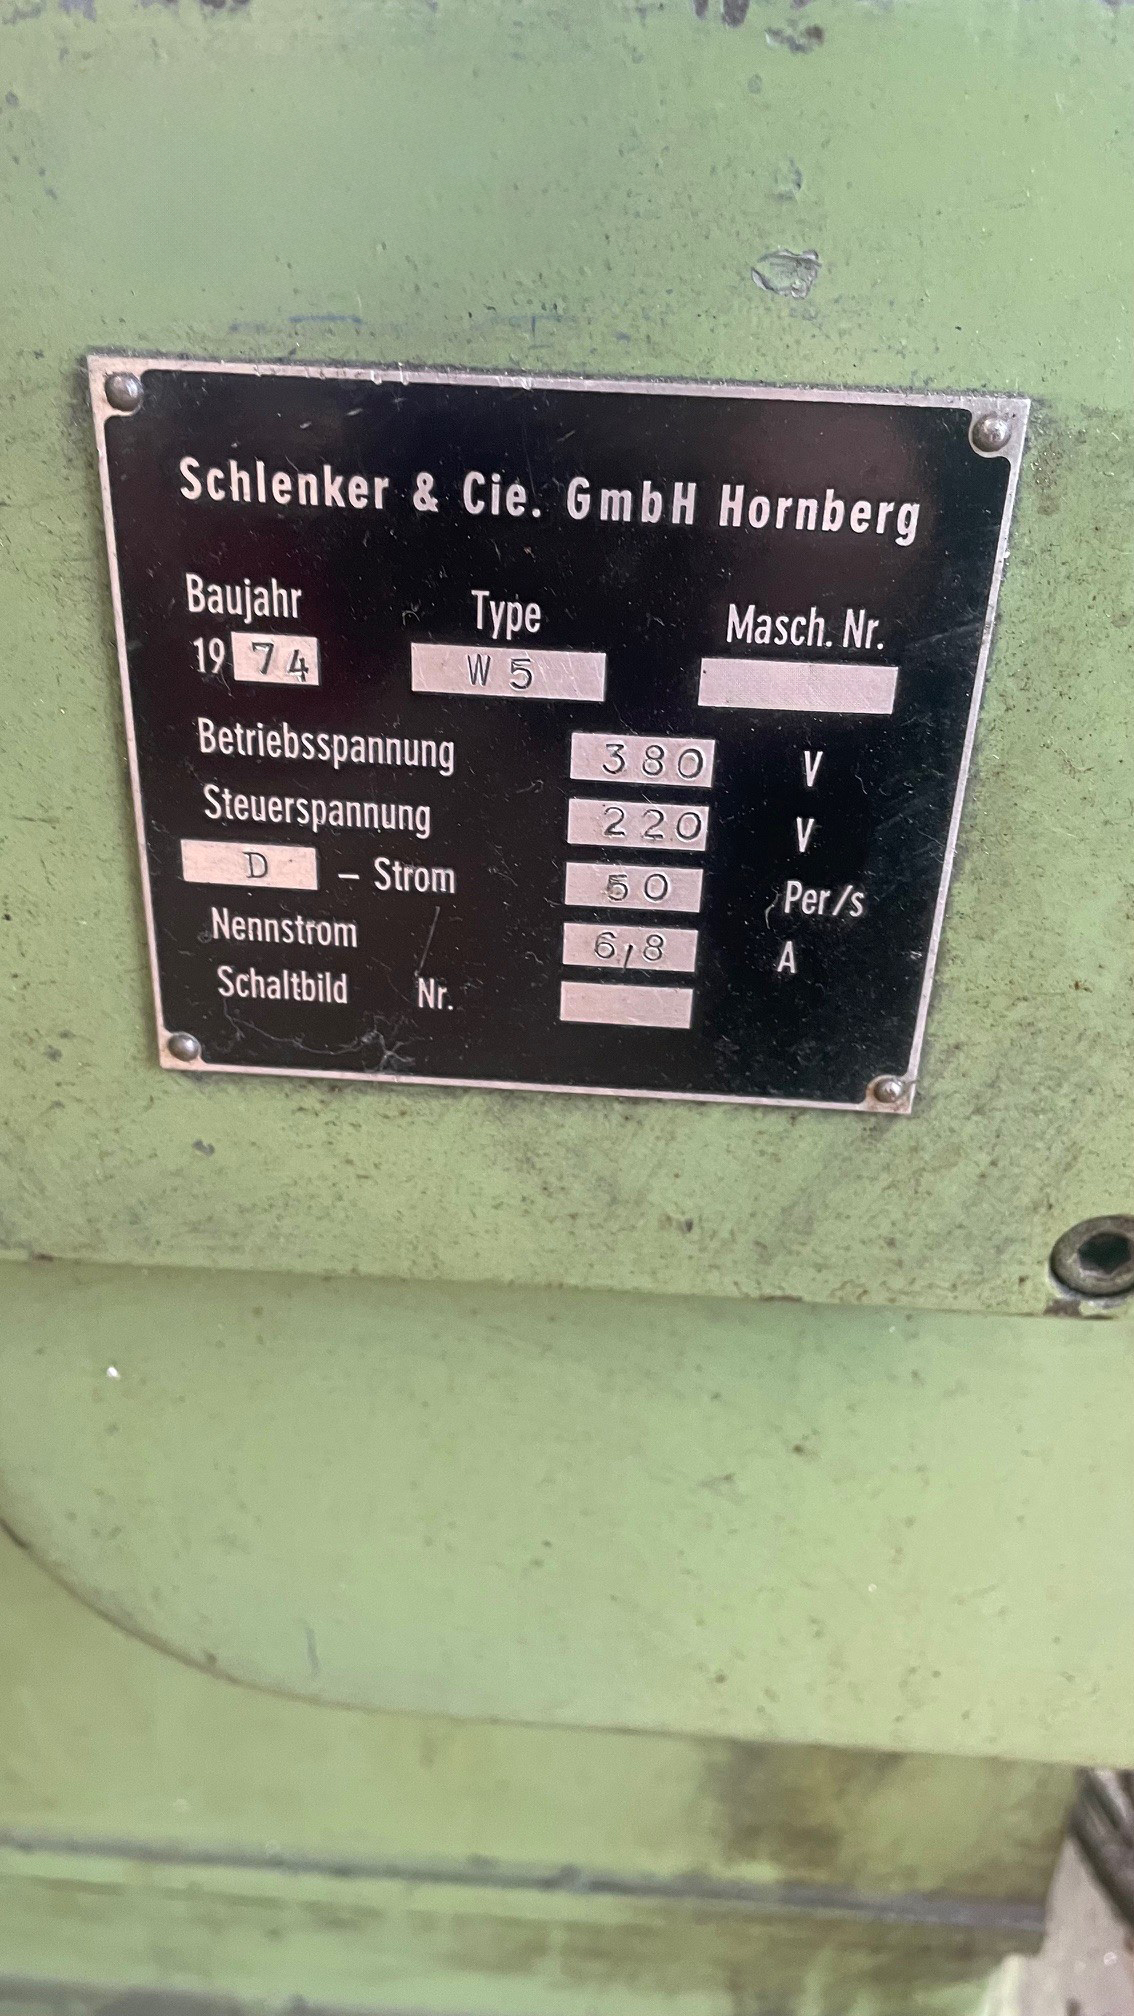 Schlenker & Cie. GmbH Hornberg
Baujahr Type Masch. Nr.
19 74 W 5
Betriebsspannung 380 V
Steuerspannung 220 V
D – Strom 50 Per/s
Nennstrom 6,8 A
Schaltbild Nr.